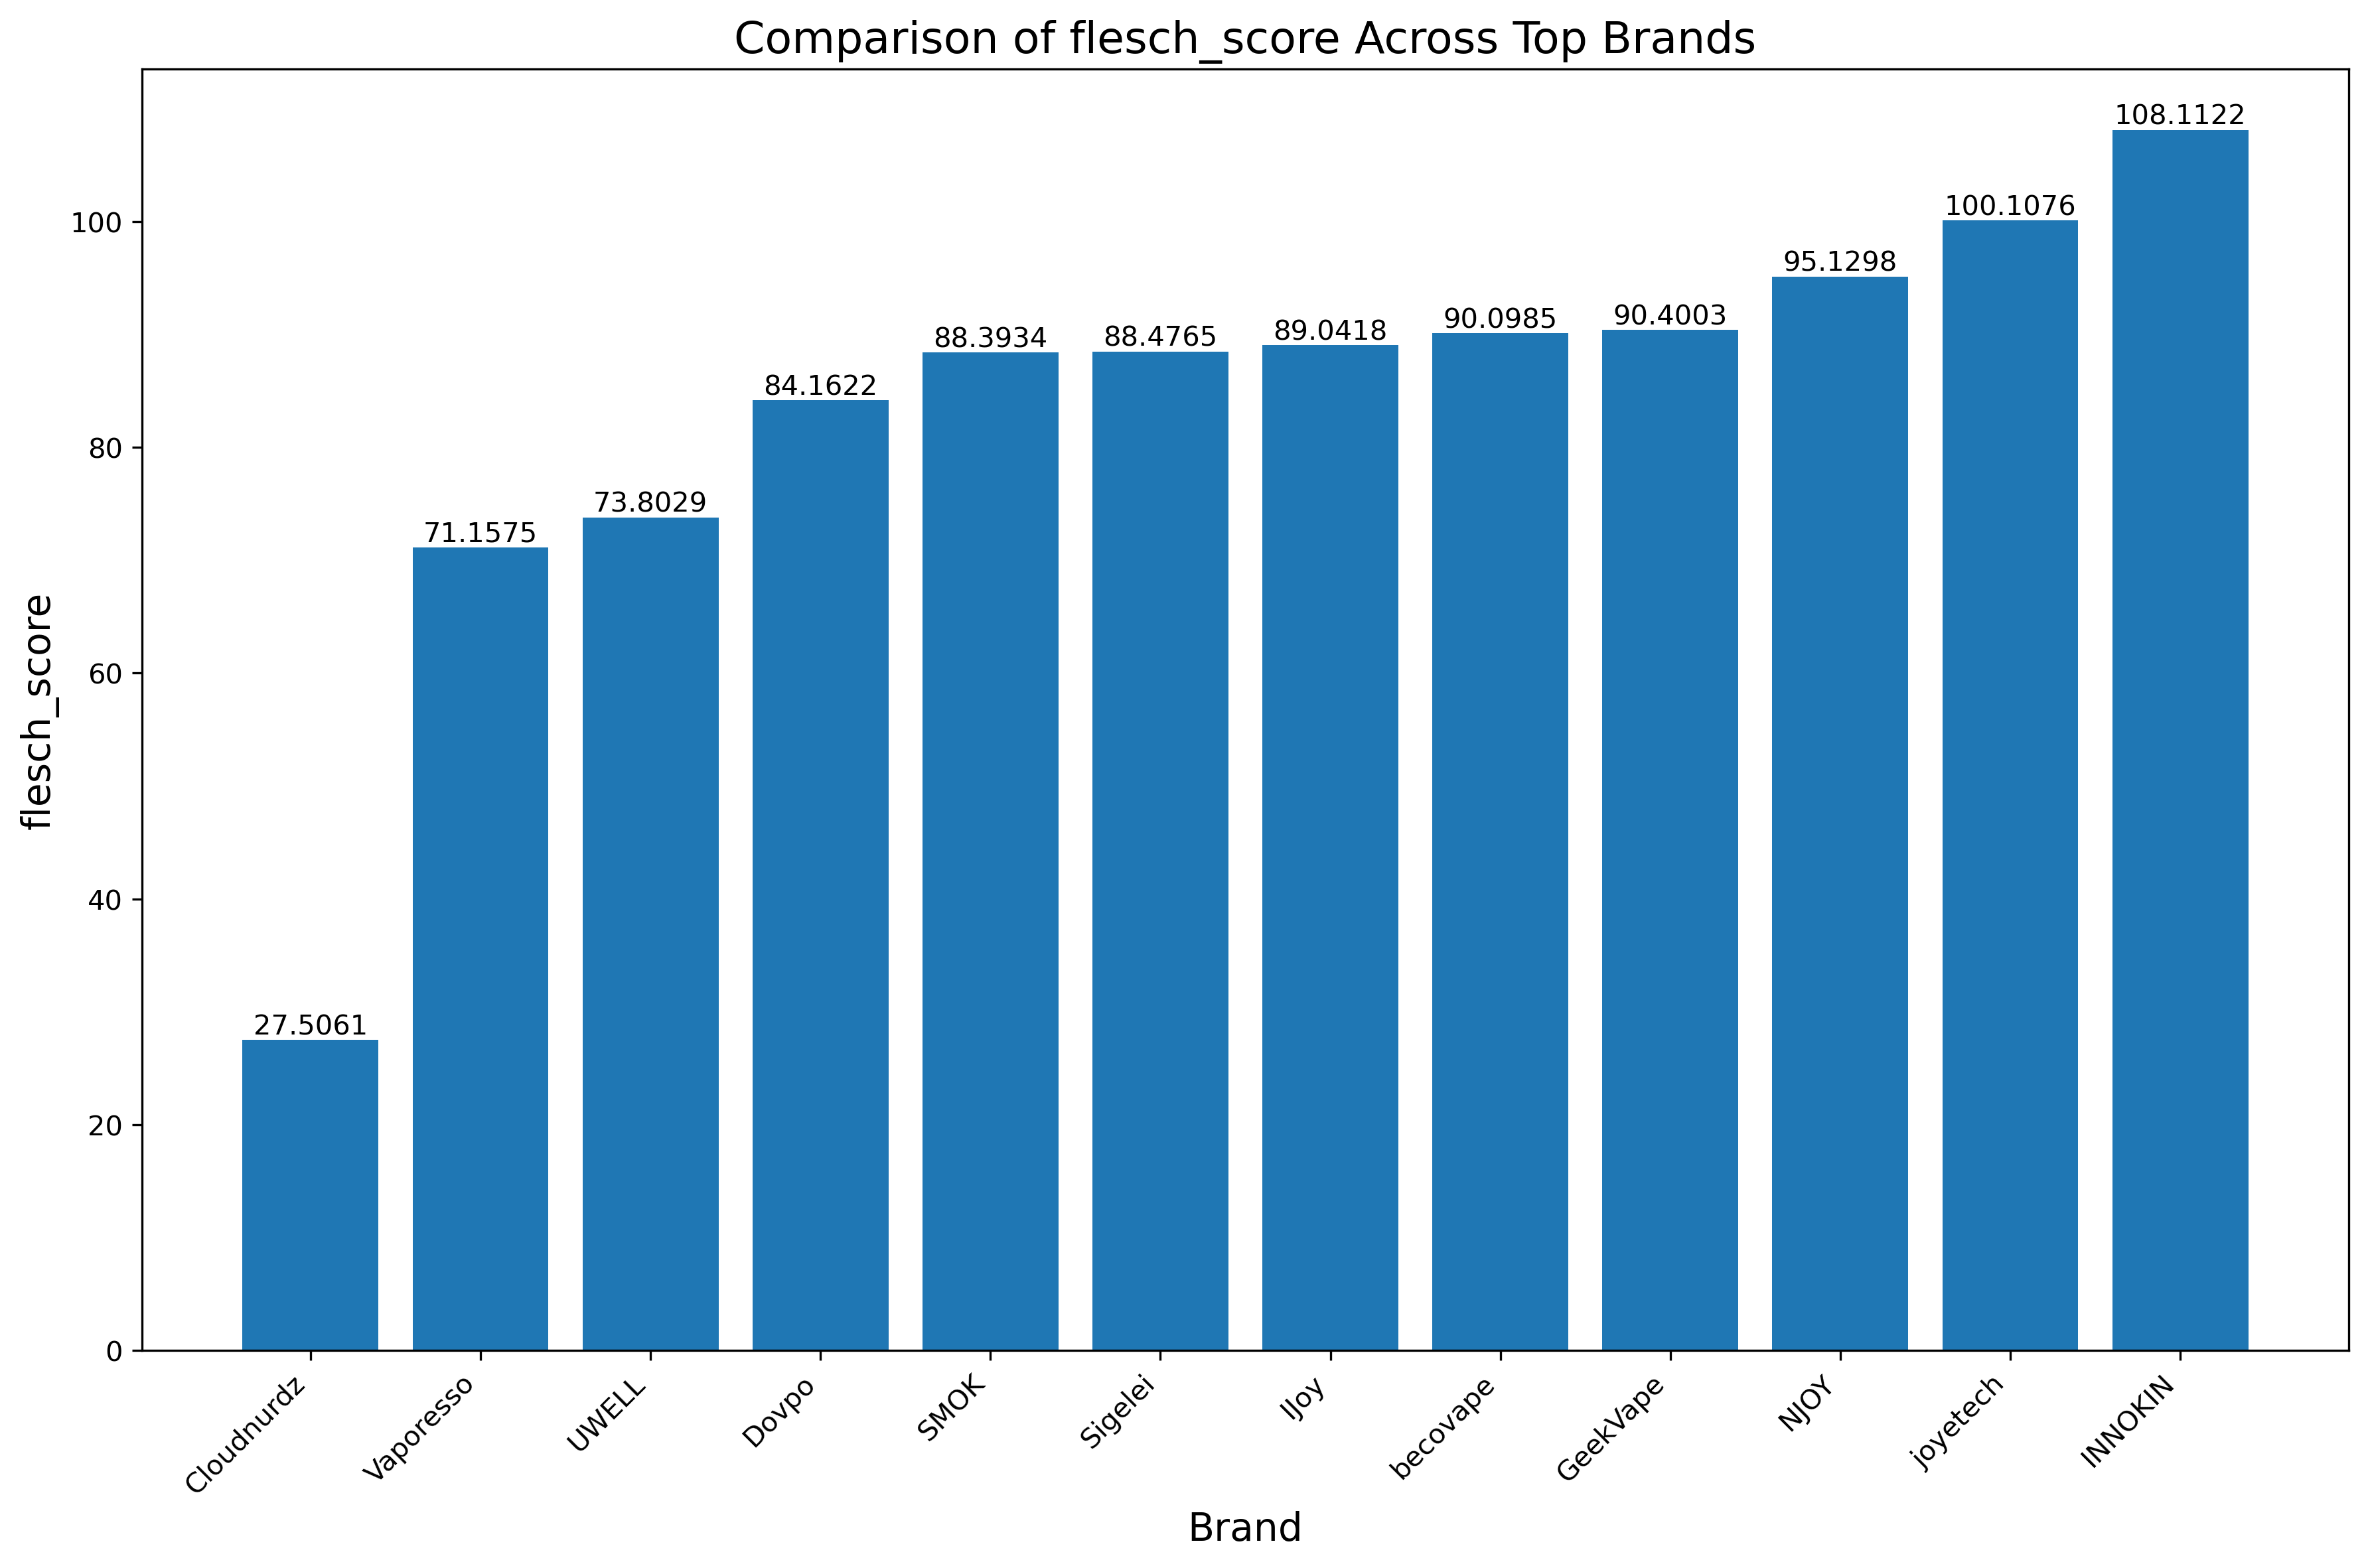 Comparison of flesch_score Across Top Brands
flesch_score
100
80
60
40
20
0
27.5061
71.1575
73.8029
84.1622
88.3934
88.4765
89.0418
90.0985
90.4003
95.1298
100.1076
108.1122
Cloudnurdz
Vaporesso
UWELL
Dovpo
SMOK
Sigelei
IJoy
becovape
GeekVape
NJOY
joyetech
INNOKIN
Brand